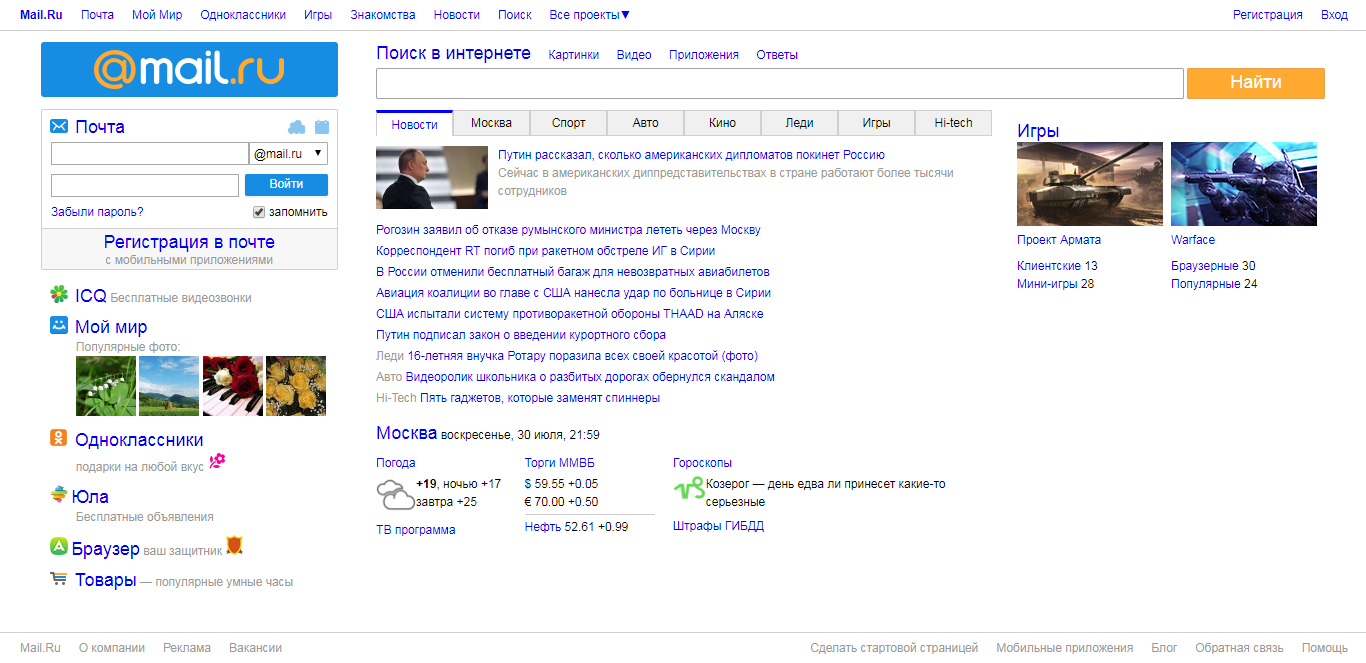 Mail.Ru Почта Мой Мир Одноклассники Игры Знакомства Новости Поиск Все проекты▼ Регистрация Вход
@mail.ru
Почта
@mail.ru ▼
Войти
Забыли пароль? запомнить
Регистрация в почте
с мобильными приложениями
ICQ Бесплатные видеозвонки
Мой мир
Популярные фото:
Одноклассники
подарки на любой вкус
Юла
Бесплатные объявления
Браузер ваш защитник
Товары — популярные умные часы
Поиск в интернете Картинки Видео Приложения Ответы
Найти
Новости Москва Спорт Авто Кино Леди Игры Hi-tech
Путин рассказал, сколько американских дипломатов покинет Россию
Сейчас в американских диппредставительствах в стране работают более тысячи
сотрудников
Рогозин заявил об отказе румынского министра лететь через Москву
Корреспондент RT погиб при ракетном обстреле ИГ в Сирии
В России отменили бесплатный багаж для невозвратных авиабилетов
Авиация коалиции во главе с США нанесла удар по больнице в Сирии
США испытали систему противоракетной обороны THAAD на Аляске
Путин подписал закон о введении курортного сбора
Леди 16-летняя внучка Ротару поразила всех своей красотой (фото)
Авто Видеоролик школьника о разбитых дорогах обернулся скандалом
Hi-Tech Пять гаджетов, которые заменят спиннеры
Москва воскресенье, 30 июля, 21:59
Погода
+19, ночью +17
завтра +25
ТВ программа
Торги ММВБ
$ 59.55 +0.05
€ 70.00 +0.50
Нефть 52.61 +0.99
Гороскопы
Козерог — день едва ли принесет какие-то
серьезные
Штрафы ГИБДД
Игры
Проект Армата Warface
Клиентские 13 Браузерные 30
Мини-игры 28 Популярные 24
Mail.Ru О компании Реклама Вакансии Сделать стартовой страницей Мобильные приложения Блог Обратная связь Помощь